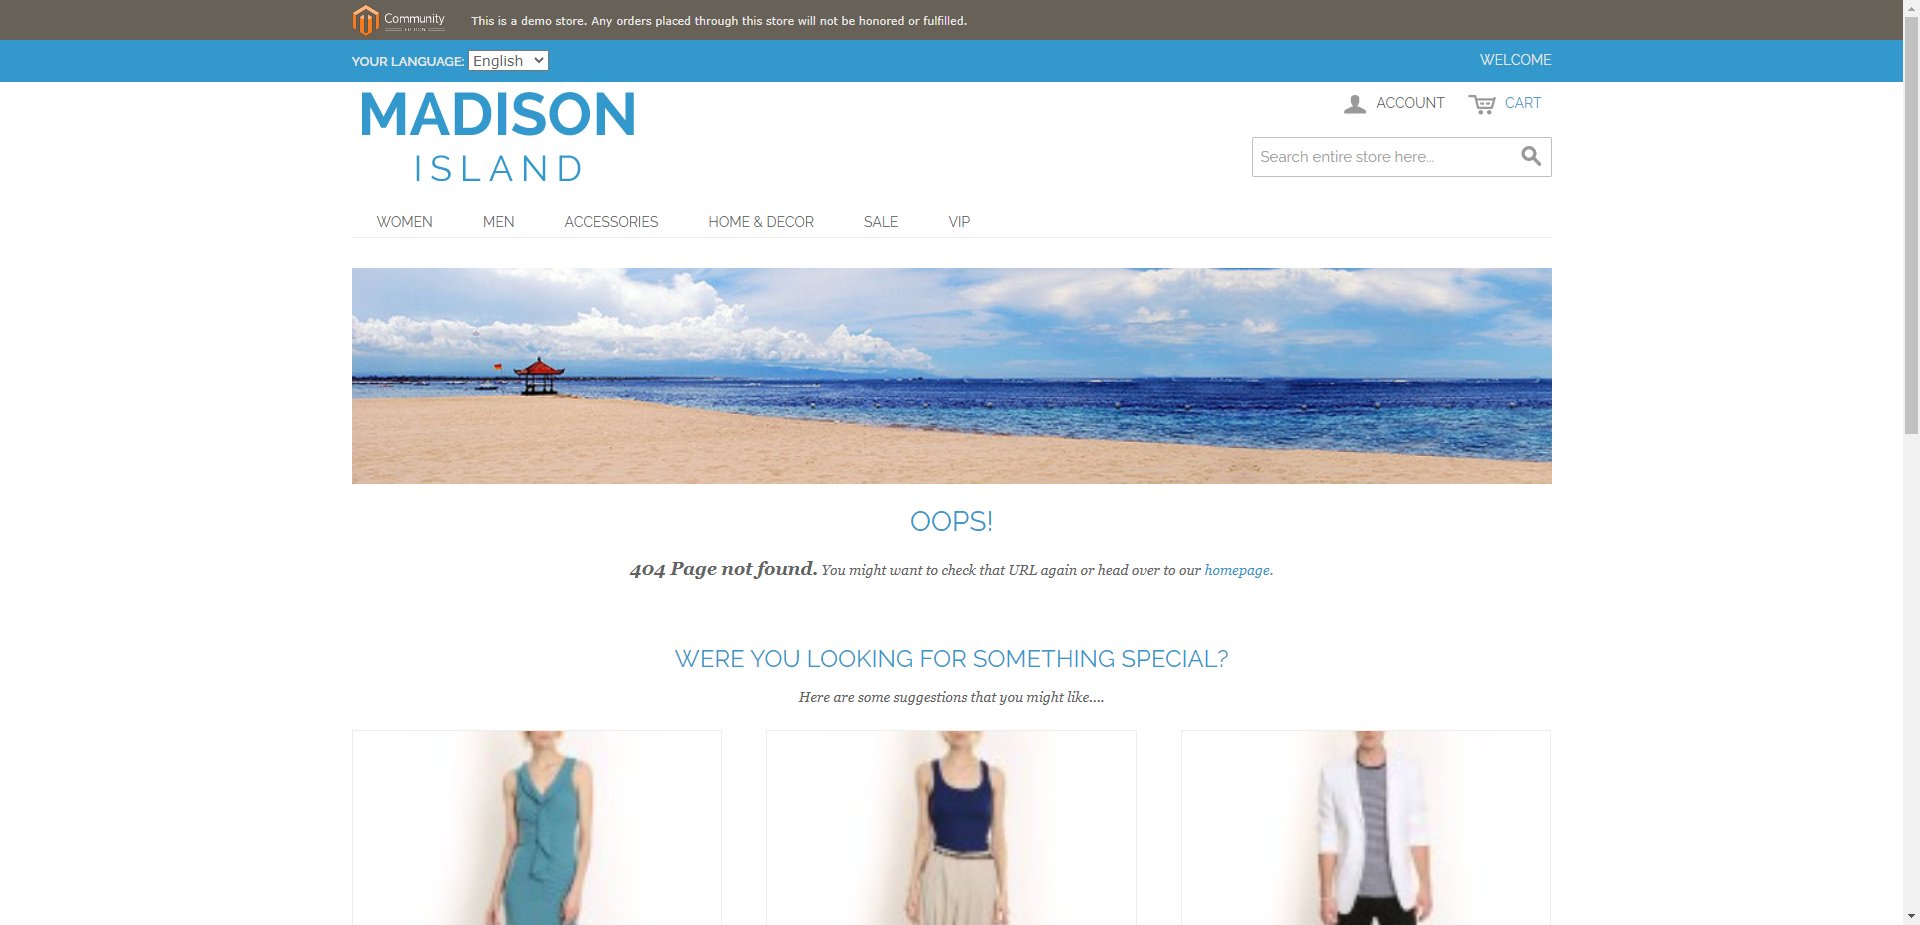 Community
This is a demo store. Any orders placed through this store will not be honored or fulfilled.
YOUR LANGUAGE: English
WELCOME
MADISON
ISLAND
ACCOUNT
CART
Search entire store here...
WOMEN
MEN
ACCESSORIES
HOME & DECOR
SALE
VIP
OOPS!
404 Page not found. You might want to check that URL again or head over to our homepage.
WERE YOU LOOKING FOR SOMETHING SPECIAL?
Here are some suggestions that you might like....